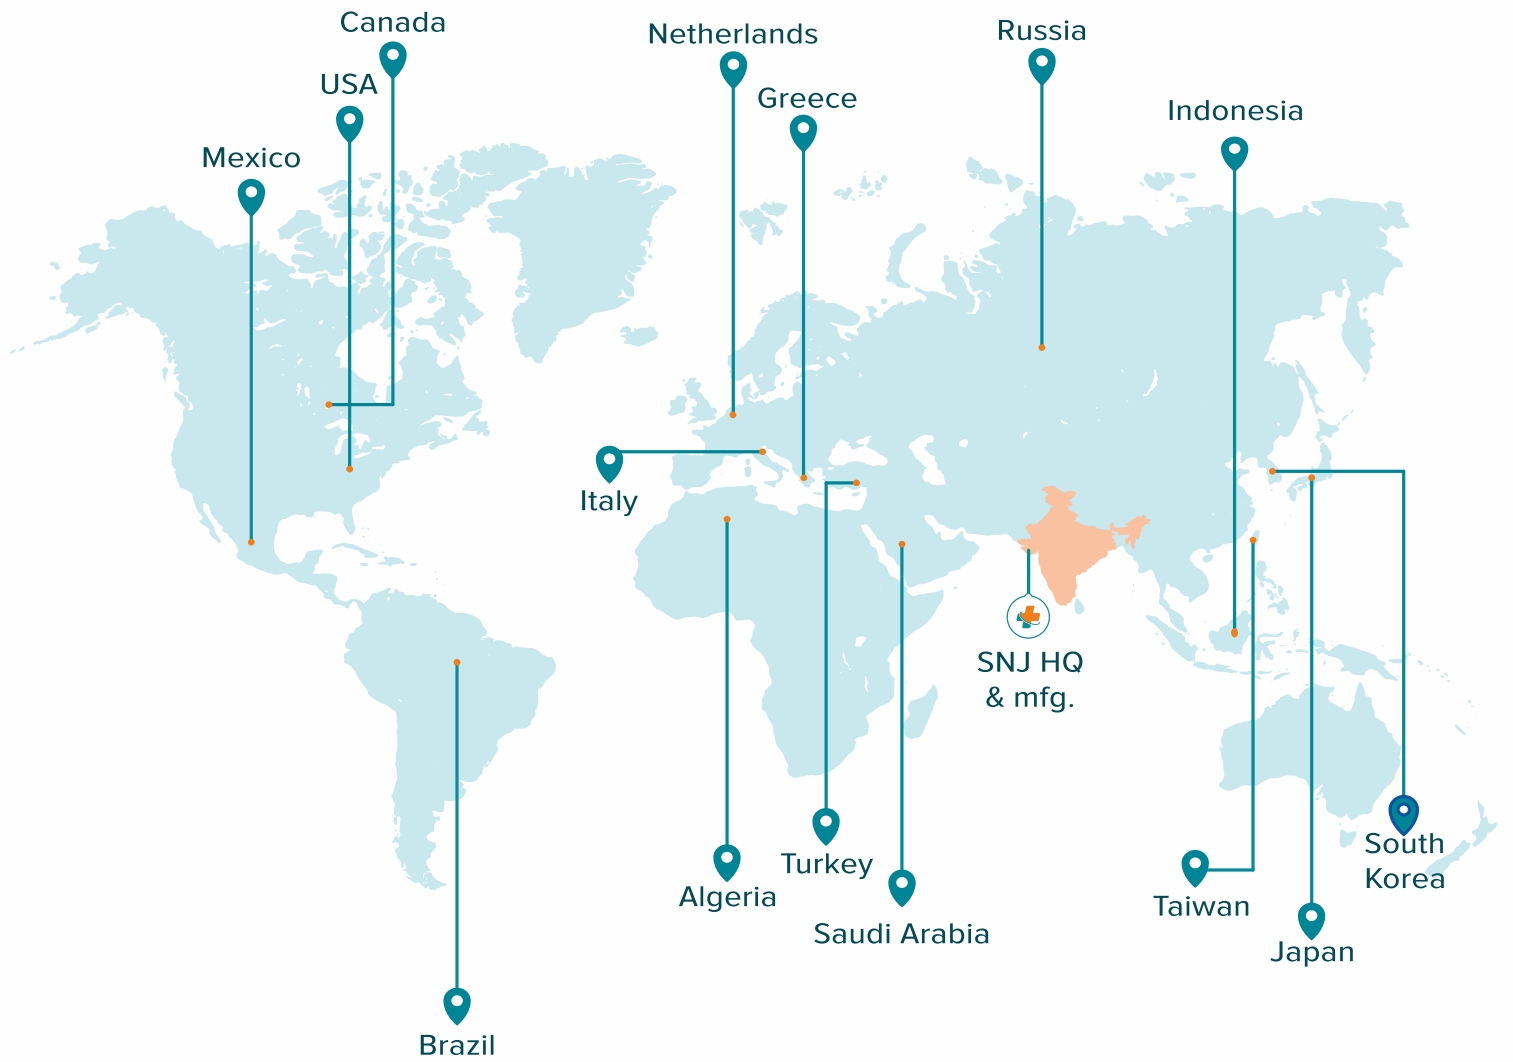 Canada
Netherlands
Russia
USA
Greece
Indonesia
Mexico
Italy
SNJ HQ
& mfg.
South
Korea
Turkey
Algeria
Taiwan
Saudi Arabia
Japan
Brazil